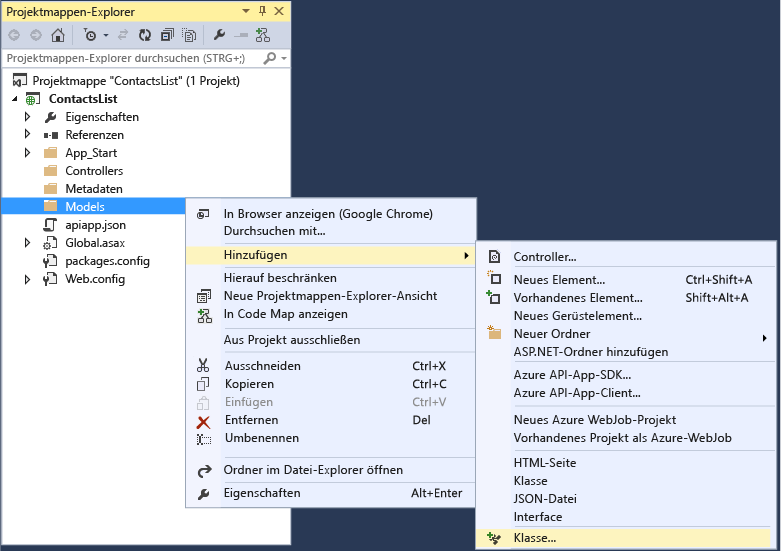 Projektmappen-Explorer
Projektmappen-Explorer durchsuchen (STRG+;)
Projektmappe "ContactsList" (1 Projekt)
ContactsList
Eigenschaften
Referenzen
App_Start
Controllers
Metadaten
Models
apiapp.json
Global.asax
packages.config
Web.config
In Browser anzeigen (Google Chrome)
Durchsuchen mit...
Hinzufügen
Hierauf beschränken
Neue Projektmappen-Explorer-Ansicht
In Code Map anzeigen
Aus Projekt ausschließen
Ausschneiden Ctrl+X
Kopieren Ctrl+C
Einfügen Ctrl+V
Entfernen Del
Umbenennen
Ordner im Datei-Explorer öffnen
Eigenschaften Alt+Enter
Controller...
Neues Element... Ctrl+Shift+A
Vorhandenes Element... Shift+Alt+A
Neues Gerüstelement...
Neuer Ordner
ASP.NET-Ordner hinzufügen
Azure API-App-SDK...
Azure API-App-Client...
Neues Azure WebJob-Projekt
Vorhandenes Projekt als Azure-WebJob
HTML-Seite
Klasse
JSON-Datei
Interface
Klasse...